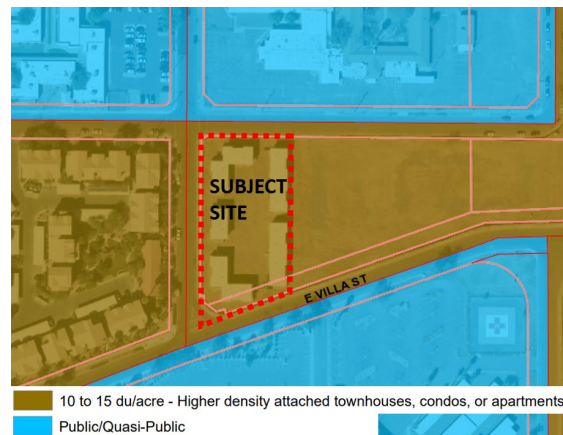 SUBJECT
SITE
E VILLA ST
10 to 15 du/acre - Higher density attached townhouses, condos, or apartments
Public/Quasi-Public